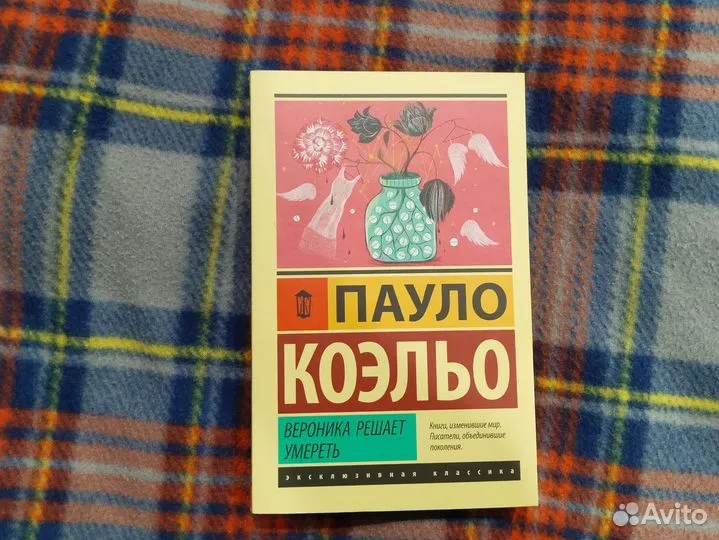 ПАУЛО
КОЭЛЬО
ВЕРОНИКА РЕШАЕТ
УМЕРЕТЬ
Книги, изменившие мир.
Писатели, объединившие
поколения.
эксклюзивная классика
Avito